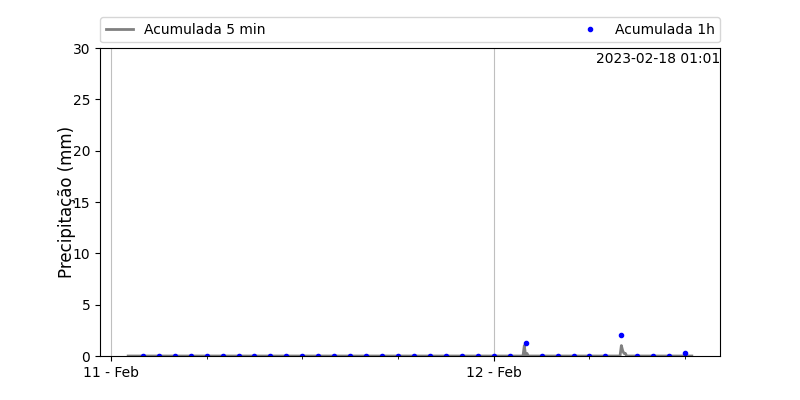 Acumulada 5 min
Acumulada 1h
2023-02-18 01:01
Precipitação (mm)
30
25
20
15
10
5
0
11 - Feb
12 - Feb